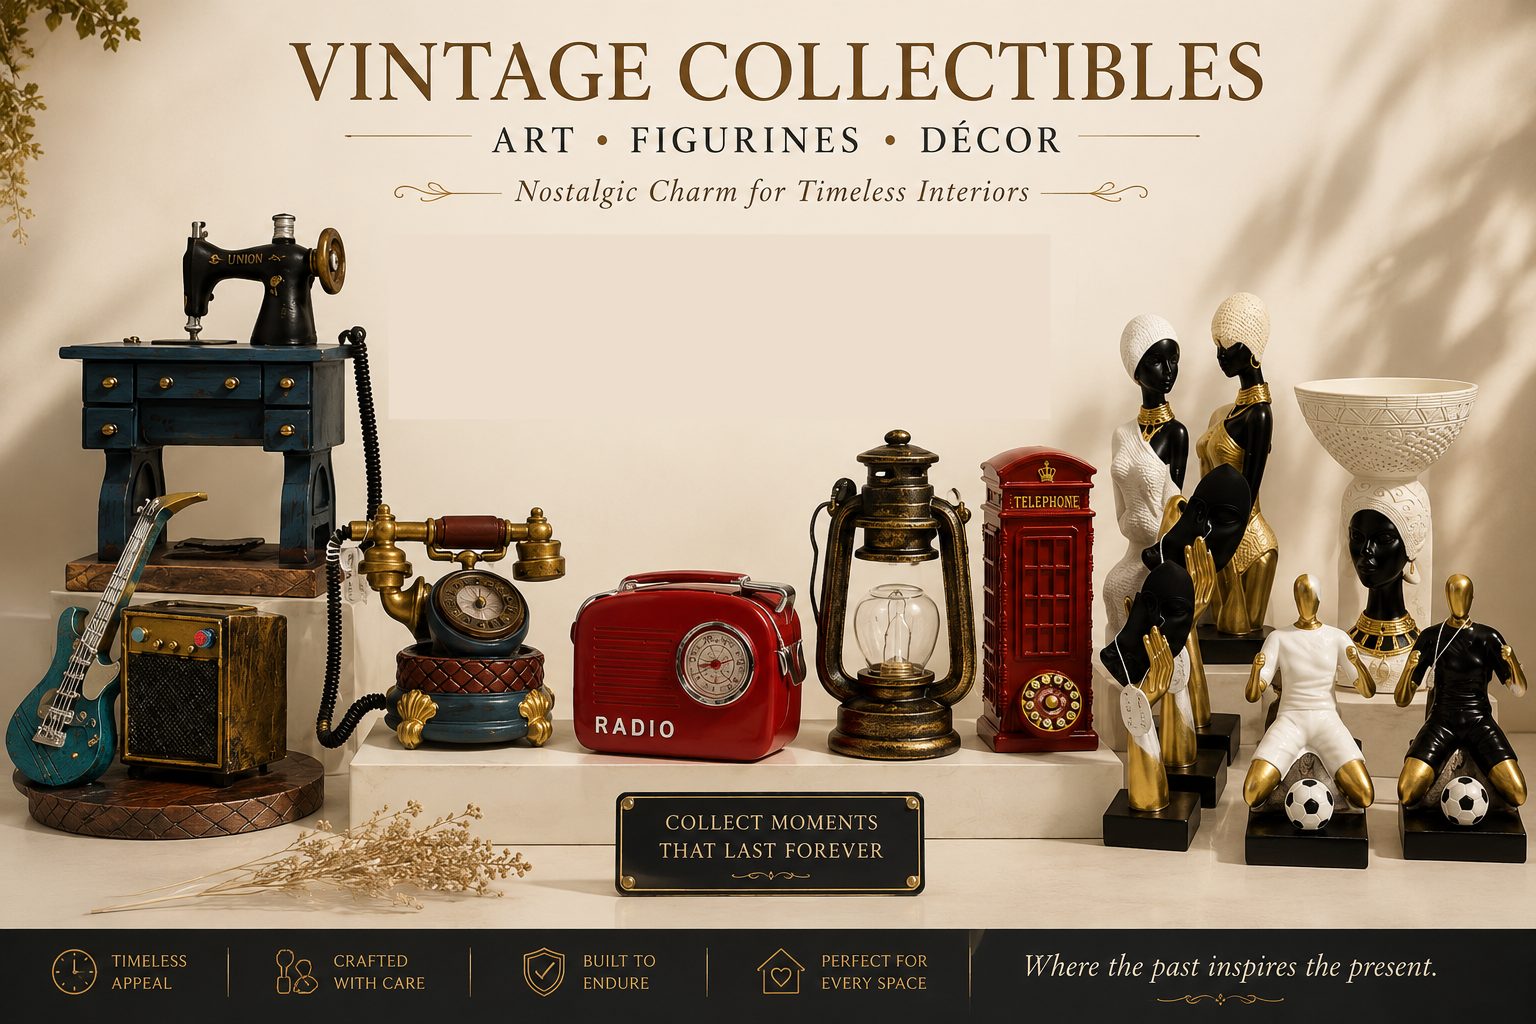 VINTAGE COLLECTIBLES
ART • FIGURINES • DÉCOR
Nostalgic Charm for Timeless Interiors
UNION
TELEPHONE
RADIO
COLLECT MOMENTS
THAT LAST FOREVER
TIMELESS
APPEAL
CRAFTED
WITH CARE
BUILT TO
ENDURE
PERFECT FOR
EVERY SPACE
Where the past inspires the present.